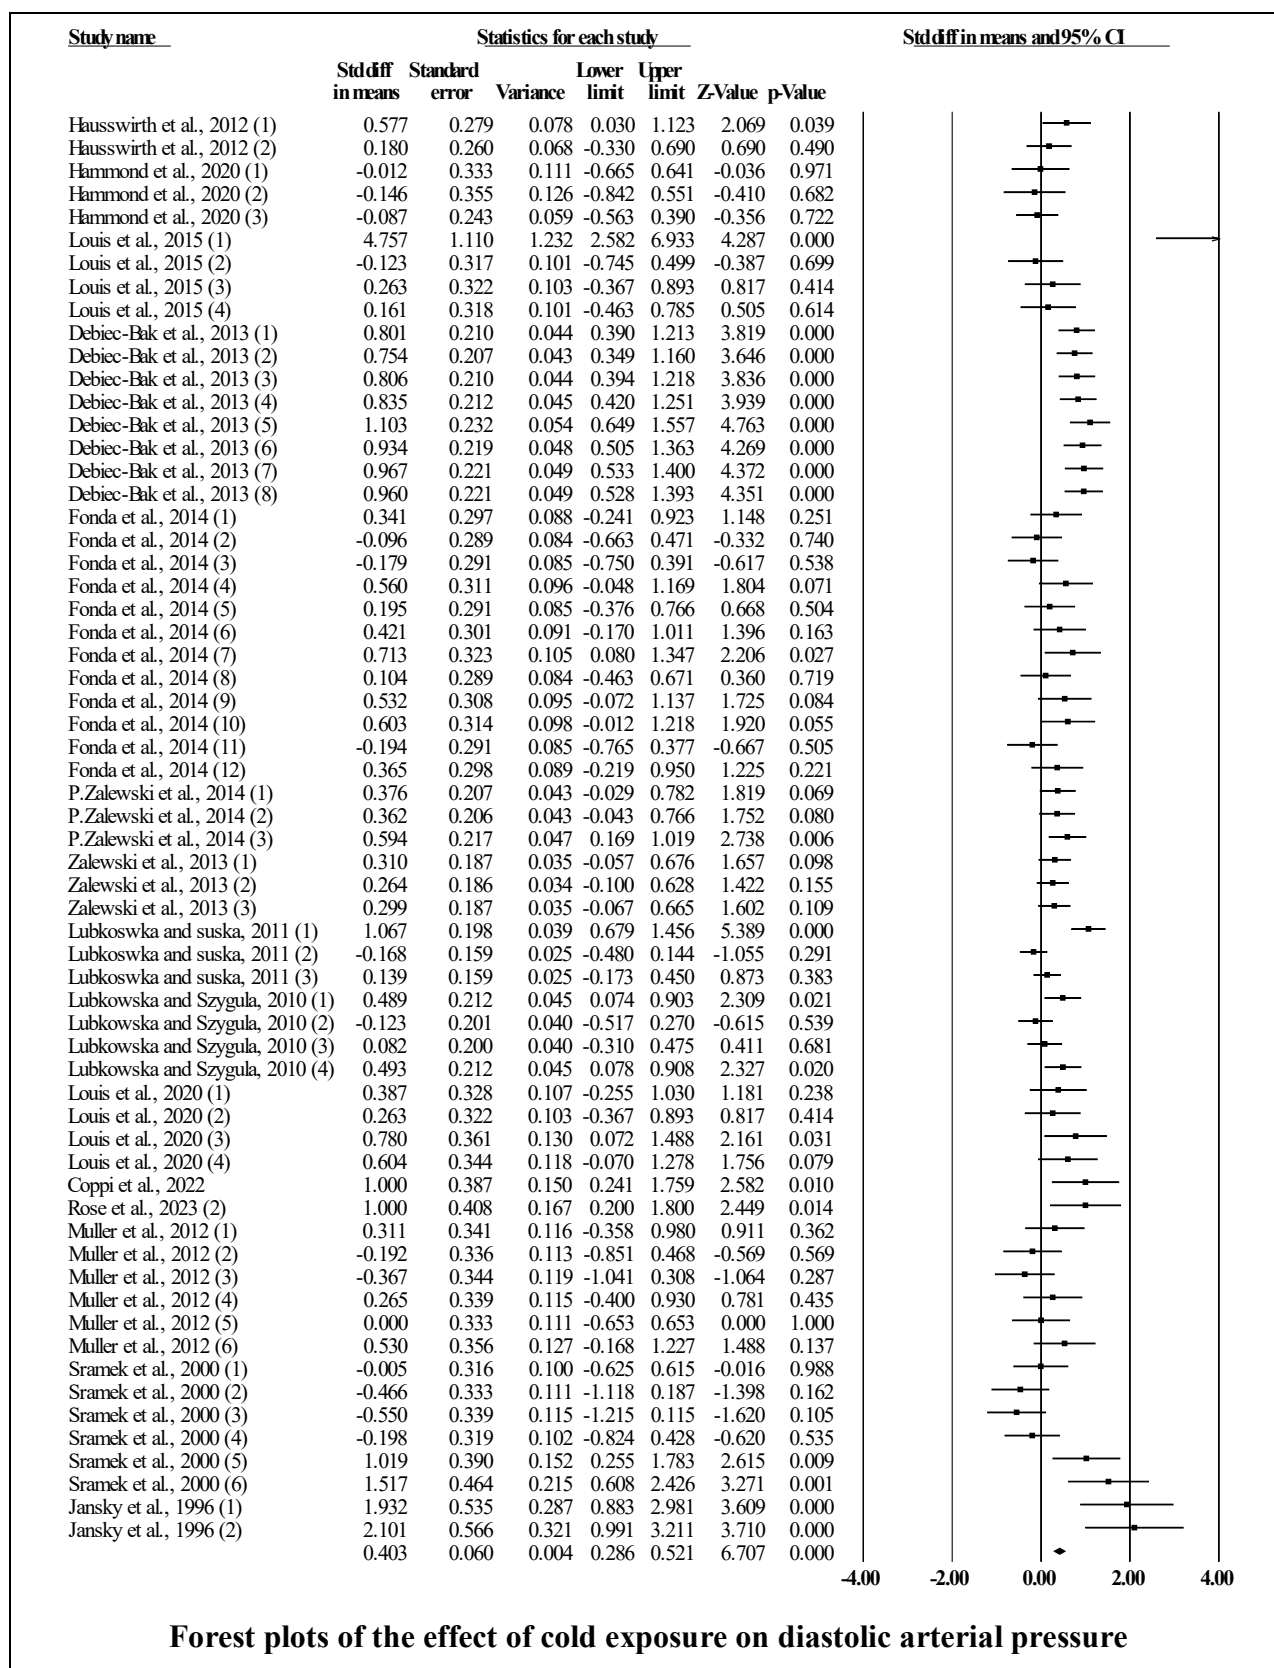 Study name Statistics for each study Std diff in means and 95% CI
Std diff Standard Lower Upper
in means error Variance limit limit Z-Value p-Value
Hausswirth et al., 2012 (1) 0.577 0.279 0.078 0.030 1.123 2.069 0.039
Hausswirth et al., 2012 (2) 0.180 0.260 0.068 -0.330 0.690 0.690 0.490
Hammond et al., 2020 (1) -0.012 0.333 0.111 -0.665 0.641 -0.036 0.971
Hammond et al., 2020 (2) -0.146 0.355 0.126 -0.842 0.551 -0.410 0.682
Hammond et al., 2020 (3) -0.087 0.243 0.059 -0.563 0.390 -0.356 0.722
Louis et al., 2015 (1) 4.757 1.110 1.232 2.582 6.933 4.287 0.000
Louis et al., 2015 (2) -0.123 0.317 0.101 -0.745 0.499 -0.387 0.699
Louis et al., 2015 (3) 0.263 0.322 0.103 -0.367 0.893 0.817 0.414
Louis et al., 2015 (4) 0.161 0.318 0.101 -0.463 0.785 0.505 0.614
Debiec-Bak et al., 2013 (1) 0.801 0.210 0.044 0.390 1.213 3.819 0.000
Debiec-Bak et al., 2013 (2) 0.754 0.207 0.043 0.349 1.160 3.646 0.000
Debiec-Bak et al., 2013 (3) 0.806 0.210 0.044 0.394 1.218 3.836 0.000
Debiec-Bak et al., 2013 (4) 0.835 0.212 0.045 0.420 1.251 3.939 0.000
Debiec-Bak et al., 2013 (5) 1.103 0.232 0.054 0.649 1.557 4.763 0.000
Debiec-Bak et al., 2013 (6) 0.934 0.219 0.048 0.505 1.363 4.269 0.000
Debiec-Bak et al., 2013 (7) 0.967 0.221 0.049 0.533 1.400 4.372 0.000
Debiec-Bak et al., 2013 (8) 0.960 0.221 0.049 0.528 1.393 4.351 0.000
Fonda et al., 2014 (1) 0.341 0.297 0.088 -0.241 0.923 1.148 0.251
Fonda et al., 2014 (2) -0.096 0.289 0.084 -0.663 0.471 -0.332 0.740
Fonda et al., 2014 (3) -0.179 0.291 0.085 -0.750 0.391 -0.617 0.538
Fonda et al., 2014 (4) 0.560 0.311 0.096 -0.048 1.169 1.804 0.071
Fonda et al., 2014 (5) 0.195 0.291 0.085 -0.376 0.766 0.668 0.504
Fonda et al., 2014 (6) 0.421 0.301 0.091 -0.170 1.011 1.396 0.163
Fonda et al., 2014 (7) 0.713 0.323 0.105 0.080 1.347 2.206 0.027
Fonda et al., 2014 (8) 0.104 0.289 0.084 -0.463 0.671 0.360 0.719
Fonda et al., 2014 (9) 0.532 0.308 0.095 -0.072 1.137 1.725 0.084
Fonda et al., 2014 (10) 0.603 0.314 0.098 -0.012 1.218 1.920 0.055
Fonda et al., 2014 (11) -0.194 0.291 0.085 -0.765 0.377 -0.667 0.505
Fonda et al., 2014 (12) 0.365 0.298 0.089 -0.219 0.950 1.225 0.221
P.Zalewski et al., 2014 (1) 0.376 0.207 0.043 -0.029 0.782 1.819 0.069
P.Zalewski et al., 2014 (2) 0.362 0.206 0.043 -0.043 0.766 1.752 0.080
P.Zalewski et al., 2014 (3) 0.594 0.217 0.047 0.169 1.019 2.738 0.006
Zalewski et al., 2013 (1) 0.310 0.187 0.035 -0.057 0.676 1.657 0.098
Zalewski et al., 2013 (2) 0.264 0.186 0.034 -0.100 0.628 1.422 0.155
Zalewski et al., 2013 (3) 0.299 0.187 0.035 -0.067 0.665 1.602 0.109
Lubkoswka and suska, 2011 (1) 1.067 0.198 0.039 0.679 1.456 5.389 0.000
Lubkoswka and suska, 2011 (2) -0.168 0.159 0.025 -0.480 0.144 -1.055 0.291
Lubkoswka and suska, 2011 (3) 0.139 0.159 0.025 -0.173 0.450 0.873 0.383
Lubkowska and Szygula, 2010 (1) 0.489 0.212 0.045 0.074 0.903 2.309 0.021
Lubkowska and Szygula, 2010 (2) -0.123 0.201 0.040 -0.517 0.270 -0.615 0.539
Lubkowska and Szygula, 2010 (3) 0.082 0.200 0.040 -0.310 0.475 0.411 0.681
Lubkowska and Szygula, 2010 (4) 0.493 0.212 0.045 0.078 0.908 2.327 0.020
Louis et al., 2020 (1) 0.387 0.328 0.107 -0.255 1.030 1.181 0.238
Louis et al., 2020 (2) 0.263 0.322 0.103 -0.367 0.893 0.817 0.414
Louis et al., 2020 (3) 0.780 0.361 0.130 0.072 1.488 2.161 0.031
Louis et al., 2020 (4) 0.604 0.344 0.118 -0.070 1.278 1.756 0.079
Coppi et al., 2022 1.000 0.387 0.150 0.241 1.759 2.582 0.010
Rose et al., 2023 (2) 1.000 0.408 0.167 0.200 1.800 2.449 0.014
Muller et al., 2012 (1) 0.311 0.341 0.116 -0.358 0.980 0.911 0.362
Muller et al., 2012 (2) -0.192 0.336 0.113 -0.851 0.468 -0.569 0.569
Muller et al., 2012 (3) -0.367 0.344 0.119 -1.041 0.308 -1.064 0.287
Muller et al., 2012 (4) 0.265 0.339 0.115 -0.400 0.930 0.781 0.435
Muller et al., 2012 (5) 0.000 0.333 0.111 -0.653 0.653 0.000 1.000
Muller et al., 2012 (6) 0.530 0.356 0.127 -0.168 1.227 1.488 0.137
Sramek et al., 2000 (1) -0.005 0.316 0.100 -0.625 0.615 -0.016 0.988
Sramek et al., 2000 (2) -0.466 0.333 0.111 -1.118 0.187 -1.398 0.162
Sramek et al., 2000 (3) -0.550 0.339 0.115 -1.215 0.115 -1.620 0.105
Sramek et al., 2000 (4) -0.198 0.319 0.102 -0.824 0.428 -0.620 0.535
Sramek et al., 2000 (5) 1.019 0.390 0.152 0.255 1.783 2.615 0.009
Sramek et al., 2000 (6) 1.517 0.464 0.215 0.608 2.426 3.271 0.001
Jansky et al., 1996 (1) 1.932 0.535 0.287 0.883 2.981 3.609 0.000
Jansky et al., 1996 (2) 2.101 0.566 0.321 0.991 3.211 3.710 0.000
0.403 0.060 0.004 0.286 0.521 6.707 0.000
-4.00 -2.00 0.00 2.00 4.00
Forest plots of the effect of cold exposure on diastolic arterial pressure